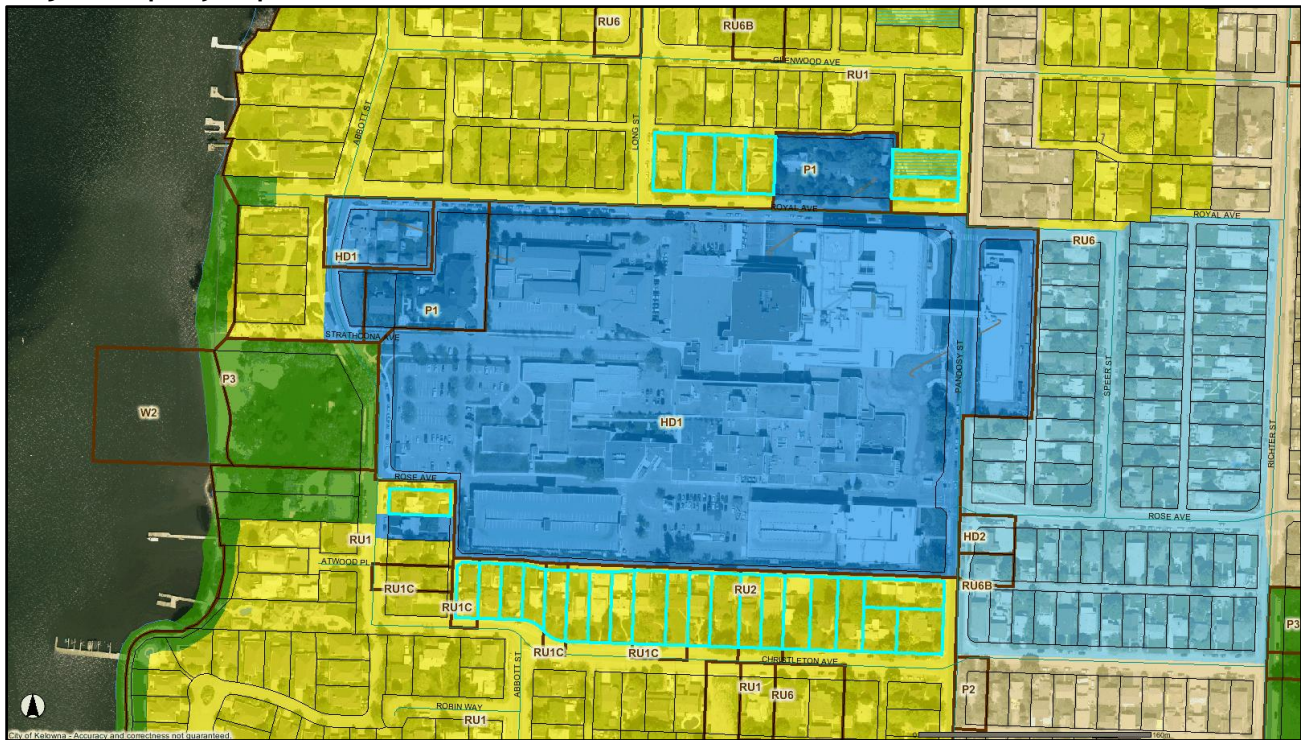 RU6
RU6B
GLENWOOD AVE
RU1
ABBOTT ST
LONG ST
P1
ROYAL AVE
ROYAL AVE
HD1
RU6
P1
STRATHCONA AVE
PANDOSY ST
SPEER ST
P3
W2
HD1
RICHTER ST
ROSE AVE
ROSE AVE
RU1
HD2
ATWOOD PL
RU1C
RU2
RU6B
RU1C
P3
RU1C
RU1C
CHRISTLETON AVE
ABBOTT ST
RU1
RU6
P2
ROBIN WAY
RU1
160m
City of Kelowna - Accuracy and correctness not guaranteed.